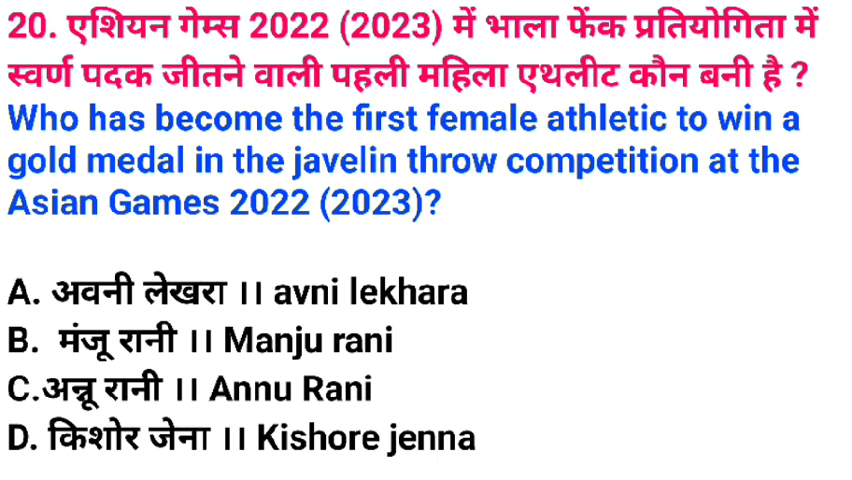 20. एशियन गेम्स 2022 (2023) में भाला फेंक प्रतियोगिता में
स्वर्ण पदक जीतने वाली पहली महिला एथलीट कौन बनी है ?
Who has become the first female athletic to win a
gold medal in the javelin throw competition at the
Asian Games 2022 (2023)?
A. अवनी लेखरा ।। avni lekhara
B. मंजू रानी ।। Manju rani
C.अन्नू रानी ।। Annu Rani
D. किशोर जेना ।। Kishore jenna